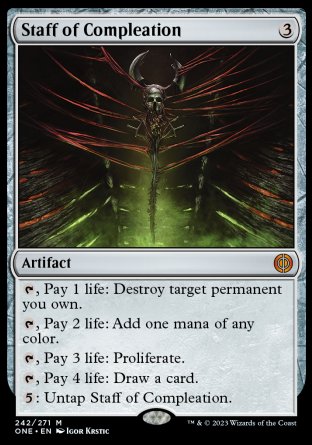 Staff of Compleation 3
Artifact
, Pay 1 life: Destroy target permanent
you own.
, Pay 2 life: Add one mana of any
color.
, Pay 3 life: Proliferate.
, Pay 4 life: Draw a card.
5: Untap Staff of Compleation.
242/271 M
ONE • EN Igor Krstic
™ & © 2023 Wizards of the Coast